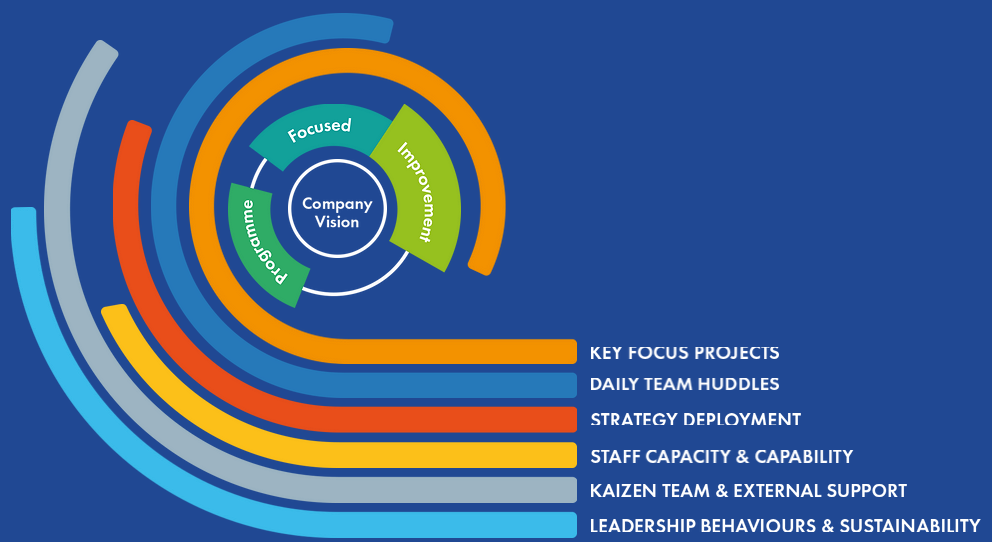 Focused
Improvement
Programme
Company
Vision
KEY FOCUS PROJECTS
DAILY TEAM HUDDLES
STRATEGY DEPLOYMENT
STAFF CAPACITY & CAPABILITY
KAIZEN TEAM & EXTERNAL SUPPORT
LEADERSHIP BEHAVIOURS & SUSTAINABILITY